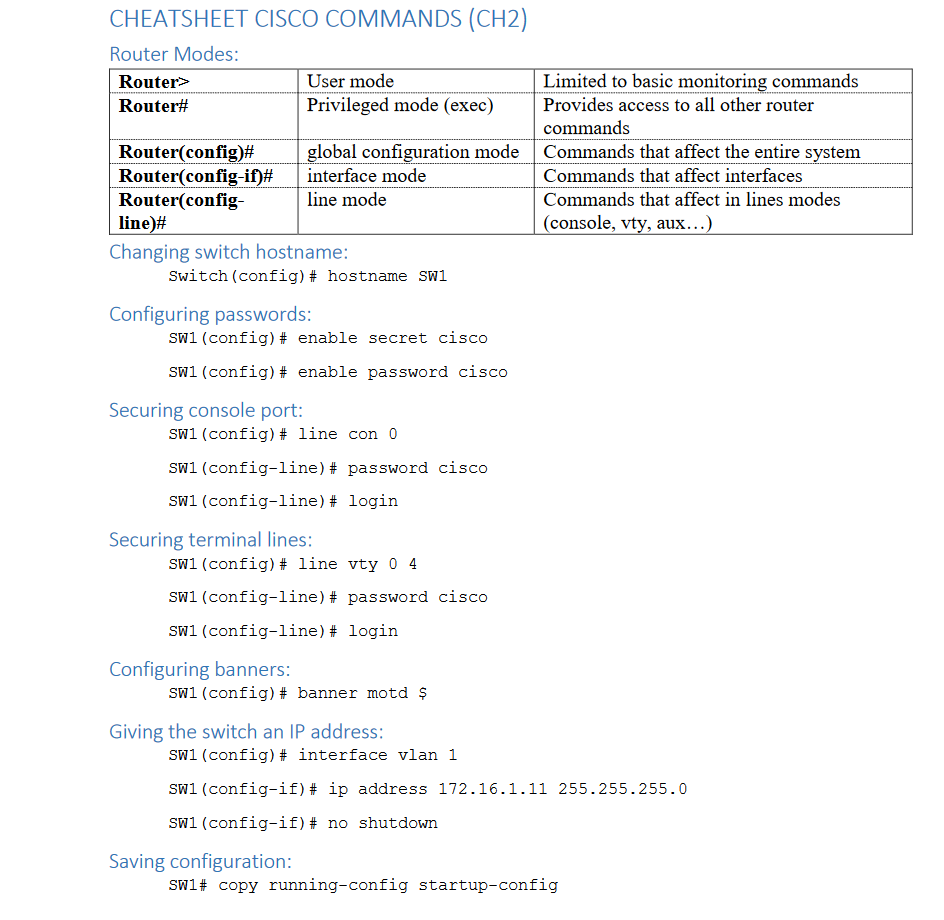 CHEATSHEET CISCO COMMANDS (CH2)
Router Modes:
Router> User mode Limited to basic monitoring commands
Router# Privileged mode (exec) Provides access to all other router
commands
Router(config)# global configuration mode Commands that affect the entire system
Router(config-if)# interface mode Commands that affect interfaces
Router(config- line mode Commands that affect in lines modes
line)# (console, vty, aux…)
Changing switch hostname:
Switch(config)# hostname SW1
Configuring passwords:
SW1(config)# enable secret cisco
SW1(config)# enable password cisco
Securing console port:
SW1(config)# line con 0
SW1(config-line)# password cisco
SW1(config-line)# login
Securing terminal lines:
SW1(config)# line vty 0 4
SW1(config-line)# password cisco
SW1(config-line)# login
Configuring banners:
SW1(config)# banner motd $
Giving the switch an IP address:
SW1(config)# interface vlan 1
SW1(config-if)# ip address 172.16.1.11 255.255.255.0
SW1(config-if)# no shutdown
Saving configuration:
SW1# copy running-config startup-config